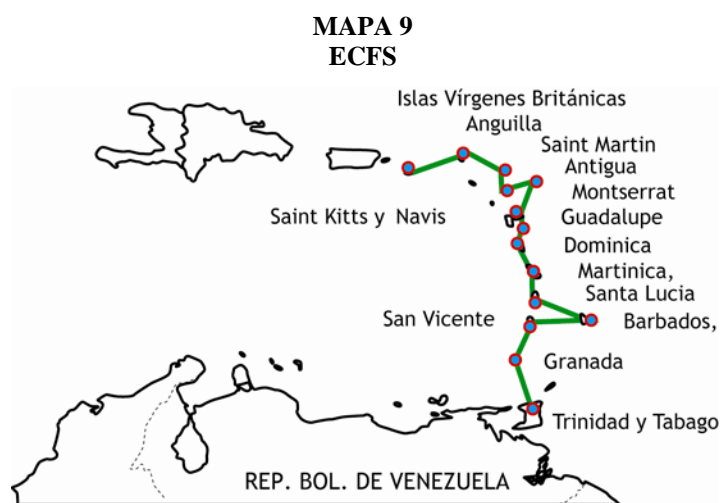 MAPA 9
ECFS
Islas Vírgenes Británicas
Anguilla
Saint Martin
Antigua
Montserrat
Saint Kitts y Navis
Guadalupe
Dominica
Martinica,
Santa Lucia
San Vicente
Barbados,
Granada
Trinidad y Tabago
REP. BOL. DE VENEZUELA